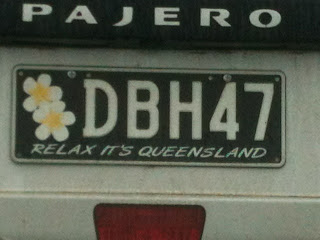 PAJERO
DBH47
RELAX IT'S QUEENSLAND